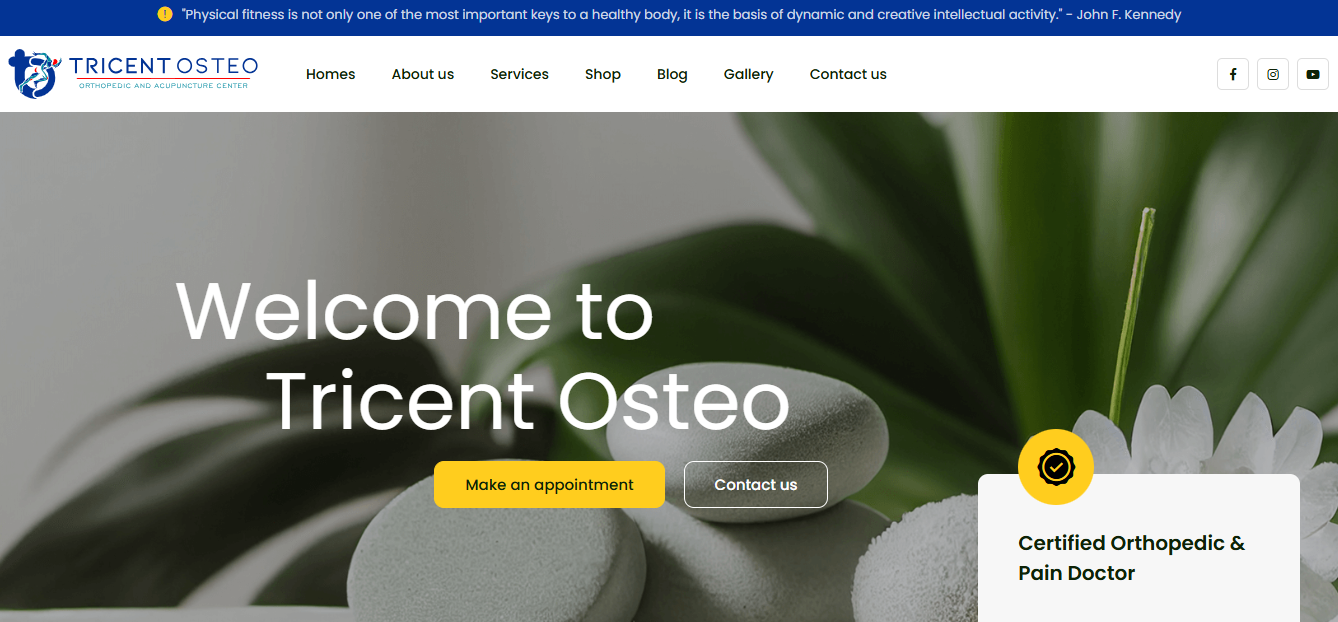 "Physical fitness is not only one of the most important keys to a healthy body, it is the basis of dynamic and creative intellectual activity." - John F. Kennedy
TRICENT OSTEO
ORTHOPEDIC AND ACUPUNCTURE CENTER
Homes
About us
Services
Shop
Blog
Gallery
Contact us
Welcome to
Tricent Osteo
Make an appointment
Contact us
Certified Orthopedic &
Pain Doctor